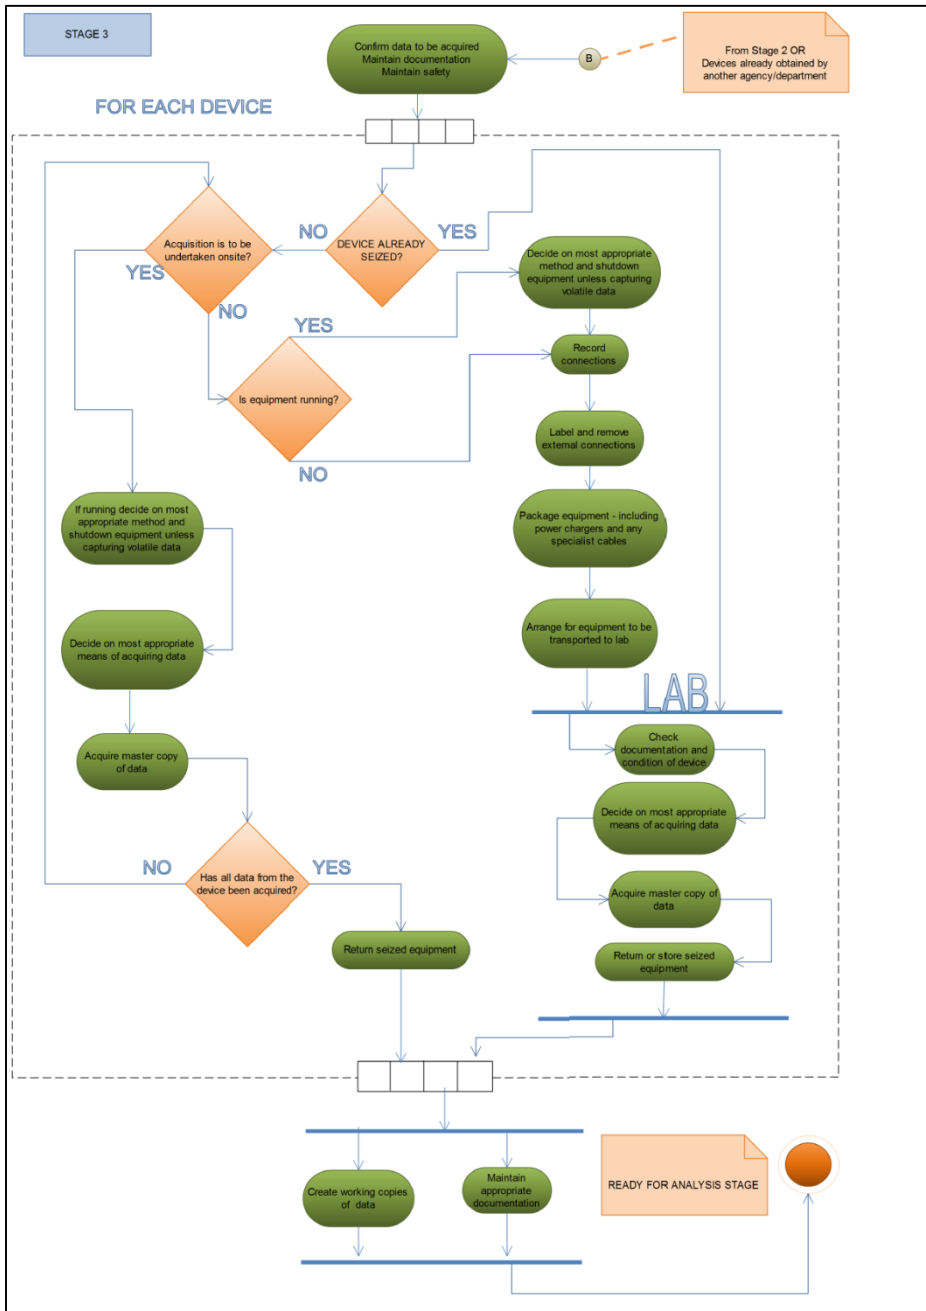 STAGE 3
Confirm data to be acquired
Maintain documentation
Maintain safety
B
From Stage 2 OR
Devices already obtained by
another agency/department
FOR EACH DEVICE
Acquisition is to be
undertaken onsite?
NO
DEVICE ALREADY
SEIZED?
YES
Decide on most appropriate
method and shutdown
equipment unless capturing
volatile data
YES
NO
YES
Record
connections
Is equipment running?
NO
Label and remove
external connections
If running decide on most
appropriate method and
shutdown equipment unless
capturing volatile data
Package equipment - including
power chargers and any
specialist cables
Decide on most appropriate
means of acquiring data
Arrange for equipment to be
transported to lab
LAB
Acquire master copy
of data
Check
documentation and
condition of device
Decide on most appropriate
means of acquiring data
NO
Has all data from the
device been acquired?
YES
Acquire master copy of
data
Return seized equipment
Return or store seized
equipment
Create working copies
of data
Maintain
appropriate
documentation
READY FOR ANALYSIS STAGE